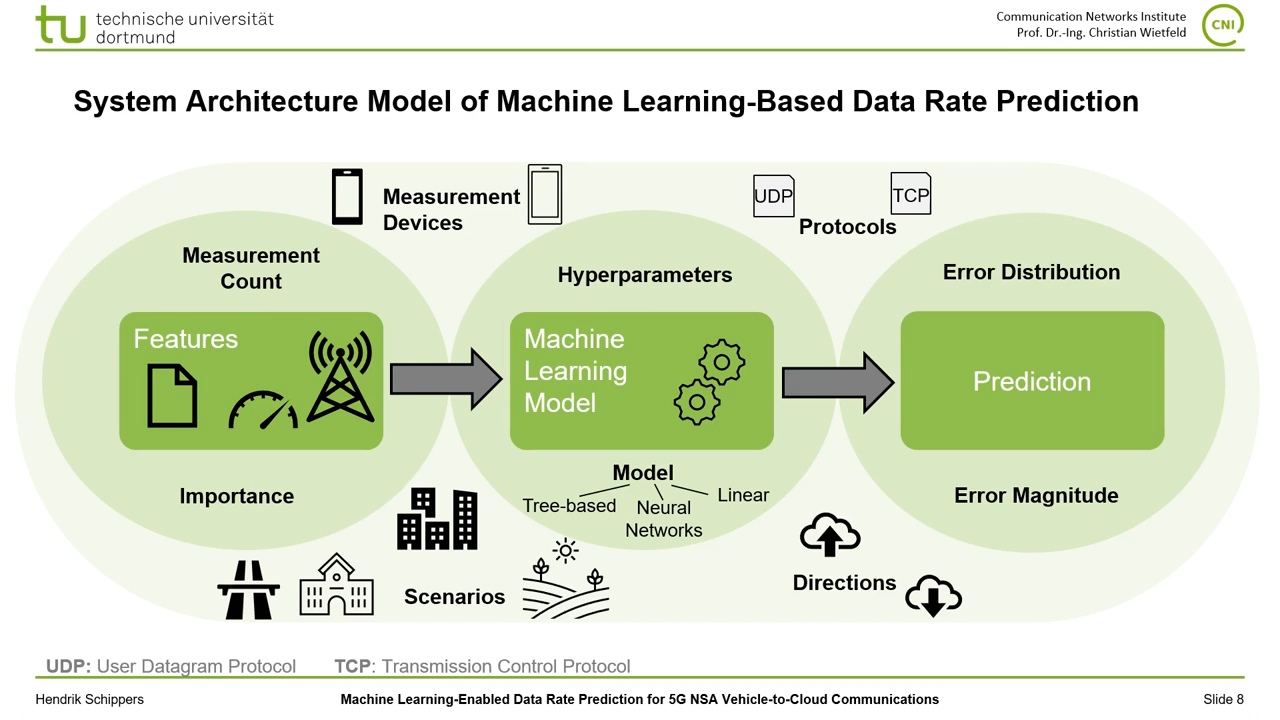 tu technische universität
dortmund
Communication Networks Institute
Prof. Dr.-Ing. Christian Wietfeld
CNI
System Architecture Model of Machine Learning-Based Data Rate Prediction
Measurement
Devices
UDP
TCP
Protocols
Measurement
Count
Hyperparameters
Error Distribution
Features
Machine
Learning
Model
Prediction
Importance
Model
Tree-based
Neural
Networks
Linear
Error Magnitude
Scenarios
Directions
UDP: User Datagram Protocol
TCP: Transmission Control Protocol
Hendrik Schippers
Machine Learning-Enabled Data Rate Prediction for 5G NSA Vehicle-to-Cloud Communications
Slide 8